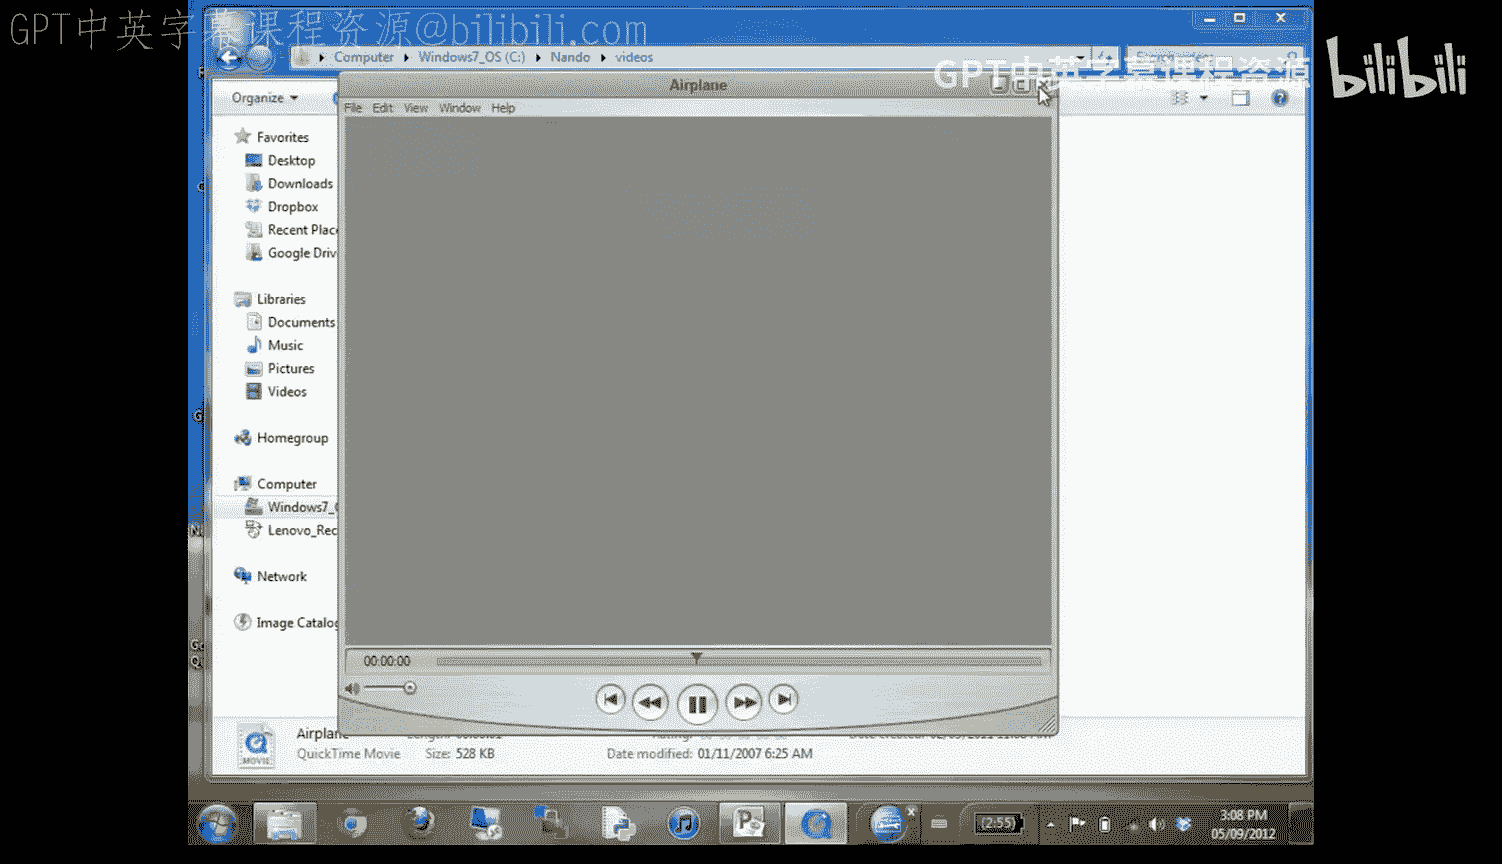 GPT中英字幕课程资源@bilibili.com
GPT中英字幕课程资源 bilibili
Computer Windows7_OS (C:) Nando videos
Organize
Airplane
File Edit View Window Help
Favorites
Desktop
Downloads
Dropbox
Recent Plac
Google Driv
Libraries
Documents
Music
Pictures
Videos
Homegroup
Computer
Windows7_
Lenovo_Rec
Network
Image Catalog
00:00:00
Airplane
QuickTime Movie Size: 528 KB Date modified: 01/11/2007 6:25 AM
MOVIE
(2:55)
3:08 PM
05/09/2012